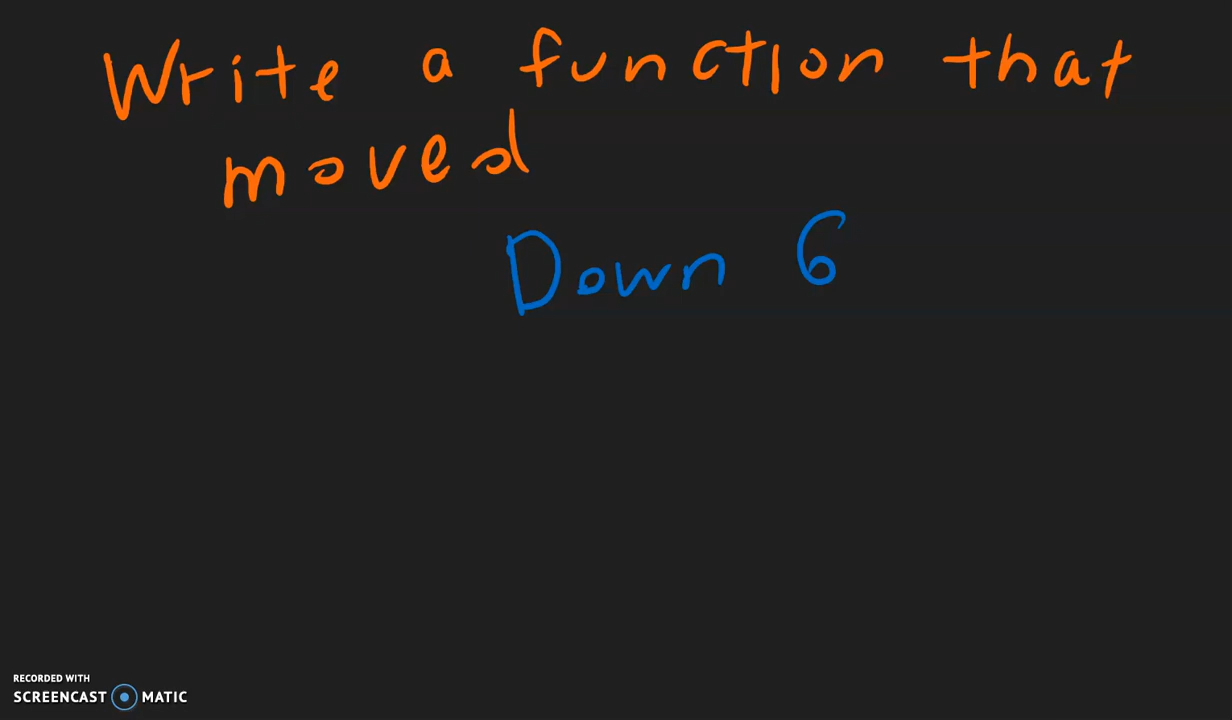 Write a function that
moved
Down 6
RECORDED WITH
SCREENCAST MATIC